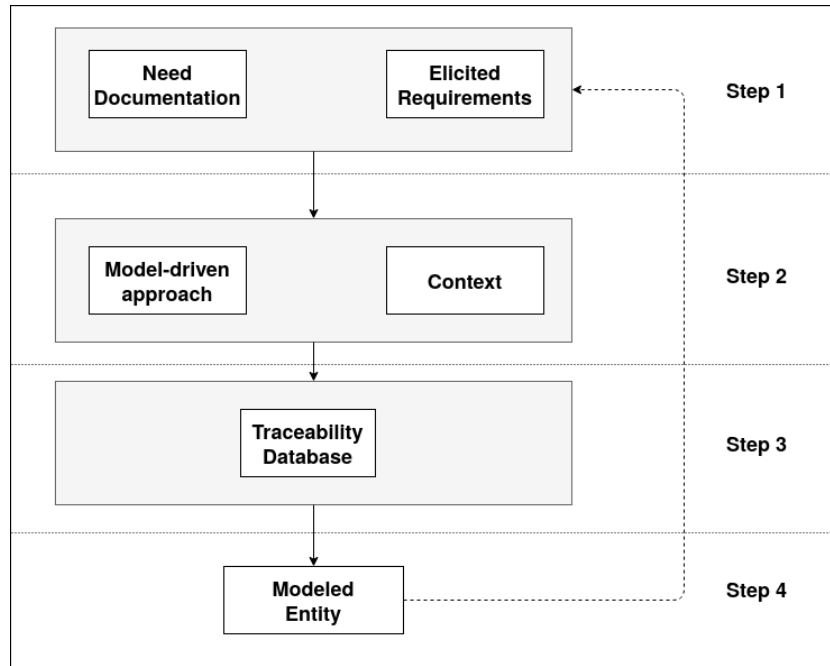 Need
Documentation
Elicited
Requirements
Step 1
Model-driven
approach
Context
Step 2
Traceability
Database
Step 3
Modeled
Entity
Step 4